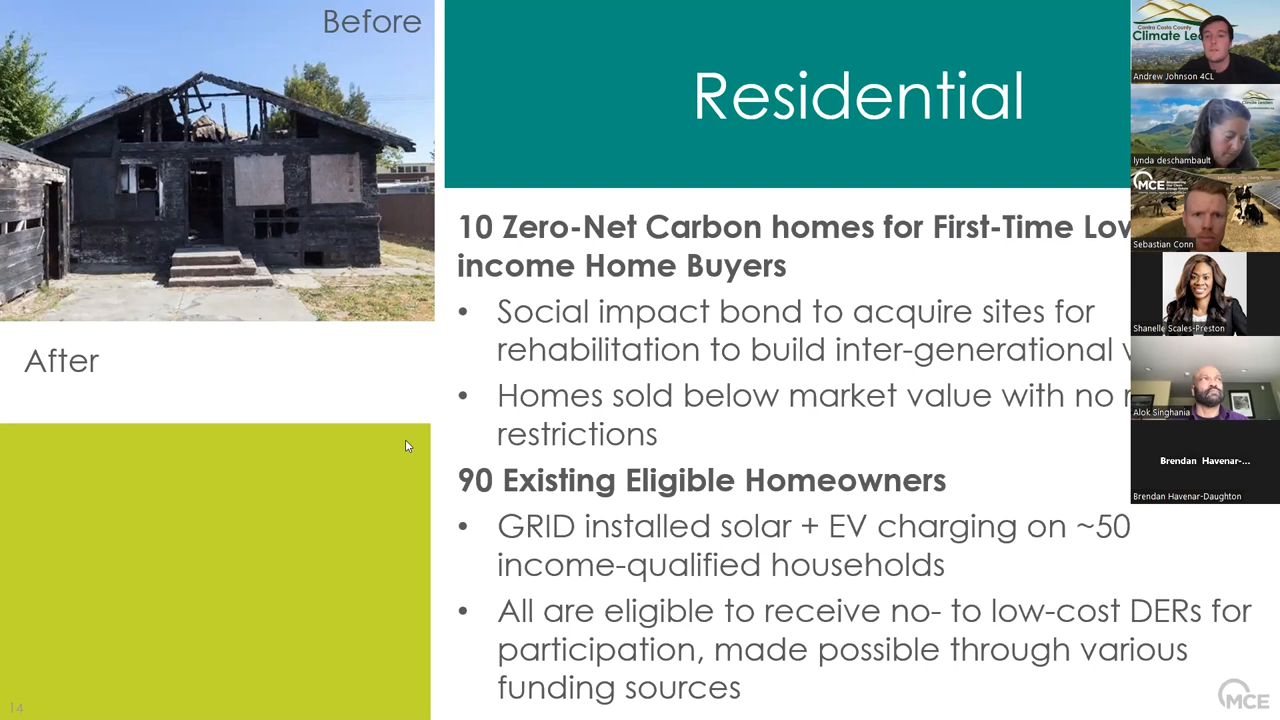 Before
Residential
10 Zero-Net Carbon homes for First-Time Low
income Home Buyers
• Social impact bond to acquire sites for
rehabilitation to build inter-generational
• Homes sold below market value with no
restrictions
90 Existing Eligible Homeowners
• GRID installed solar + EV charging on ~50
income-qualified households
• All are eligible to receive no- to low-cost DERs for
participation, made possible through various
funding sources
After
14
MCE
Contra Costa County
Climate Lea
Andrew Johnson 4CL
lynda deschambault
MCE
Sebastian Conn
Shanelle Scales-Preston
Alok Singhania
Brendan Havenar-...
Brendan Havenar-Daughton